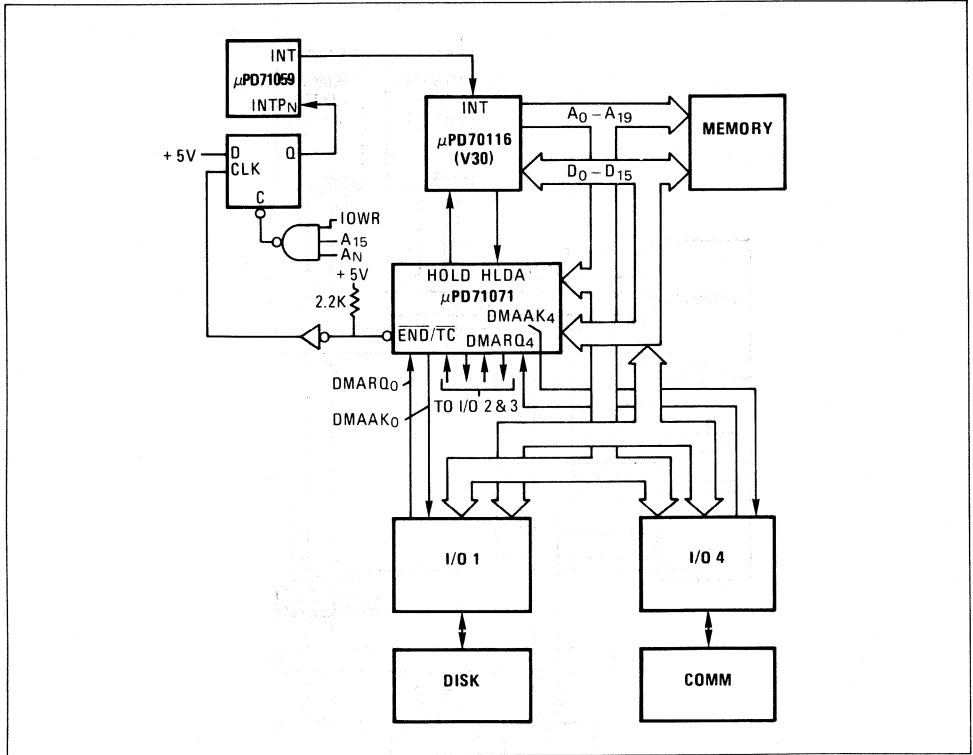 INT
μPD71059
INTPN
+5V
D
Q
CLK
C
IOWR
A15
AN
+5V
2.2K
INT
μPD70116
(V30)
A0 – A19
D0 – D15
MEMORY
HOLD HLDA
μPD71071
DMAAK4
END/TC
DMARQ4
DMARQ0
DMAAK0
TO I/O 2 & 3
I/O 1
I/O 4
DISK
COMM